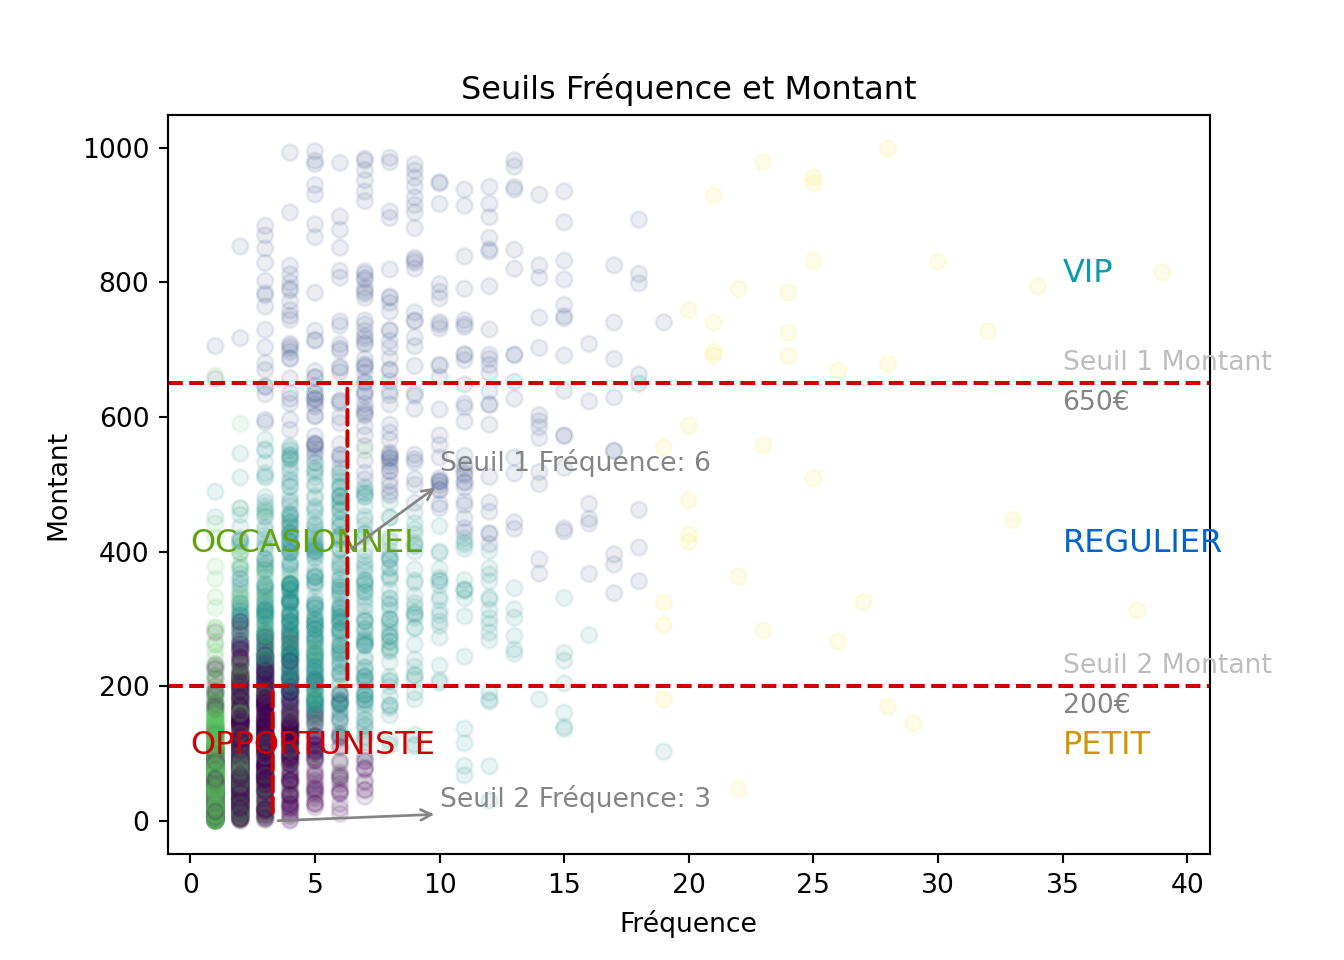 Seuils Fréquence et Montant
1000
800
600
400
200
0
Montant
VIP
Seuil 1 Montant
650€
Seuil 1 Fréquence: 6
OCCASIONNEL
REGULIER
Seuil 2 Montant
200€
OPPORTUNISTE
PETIT
Seuil 2 Fréquence: 3
0 5 10 15 20 25 30 35 40
Fréquence